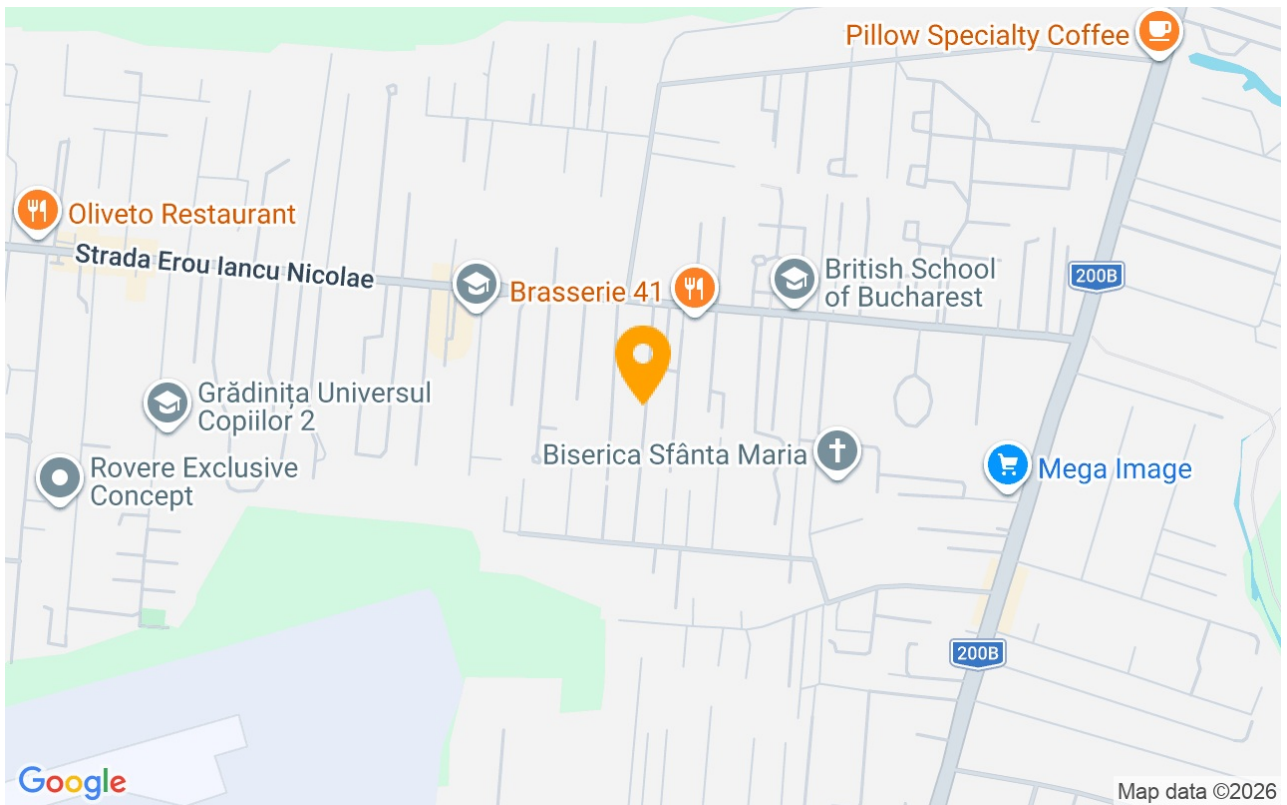 Pillow Specialty Coffee
Oliveto Restaurant
Strada Erou Iancu Nicolae
Brasserie 41
British School
of Bucharest
200B
Grădinița Universul
Copiilor 2
Biserica Sfânta Maria
Rovere Exclusive
Concept
Mega Image
200B
Google
Map data ©2026